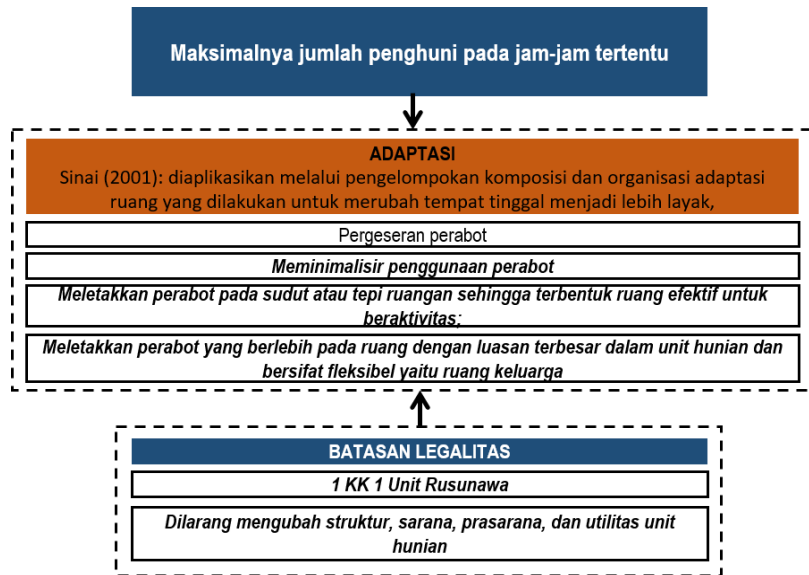 Maksimalnya jumlah penghuni pada jam-jam tertentu
ADAPTASI
Sinai (2001): diaplikasikan melalui pengelompokan komposisi dan organisasi adaptasi
ruang yang dilakukan untuk merubah tempat tinggal menjadi lebih layak,
Pergeseran perabot
Meminimalisir penggunaan perabot
Meletakkan perabot pada sudut atau tepi ruangan sehingga terbentuk ruang efektif untuk
beraktivitas;
Meletakkan perabot yang berlebih pada ruang dengan luasan terbesar dalam unit hunian dan
bersifat fleksibel yaitu ruang keluarga
BATASAN LEGALITAS
1 KK 1 Unit Rusunawa
Dilarang mengubah struktur, sarana, prasarana, dan utilitas unit
hunian